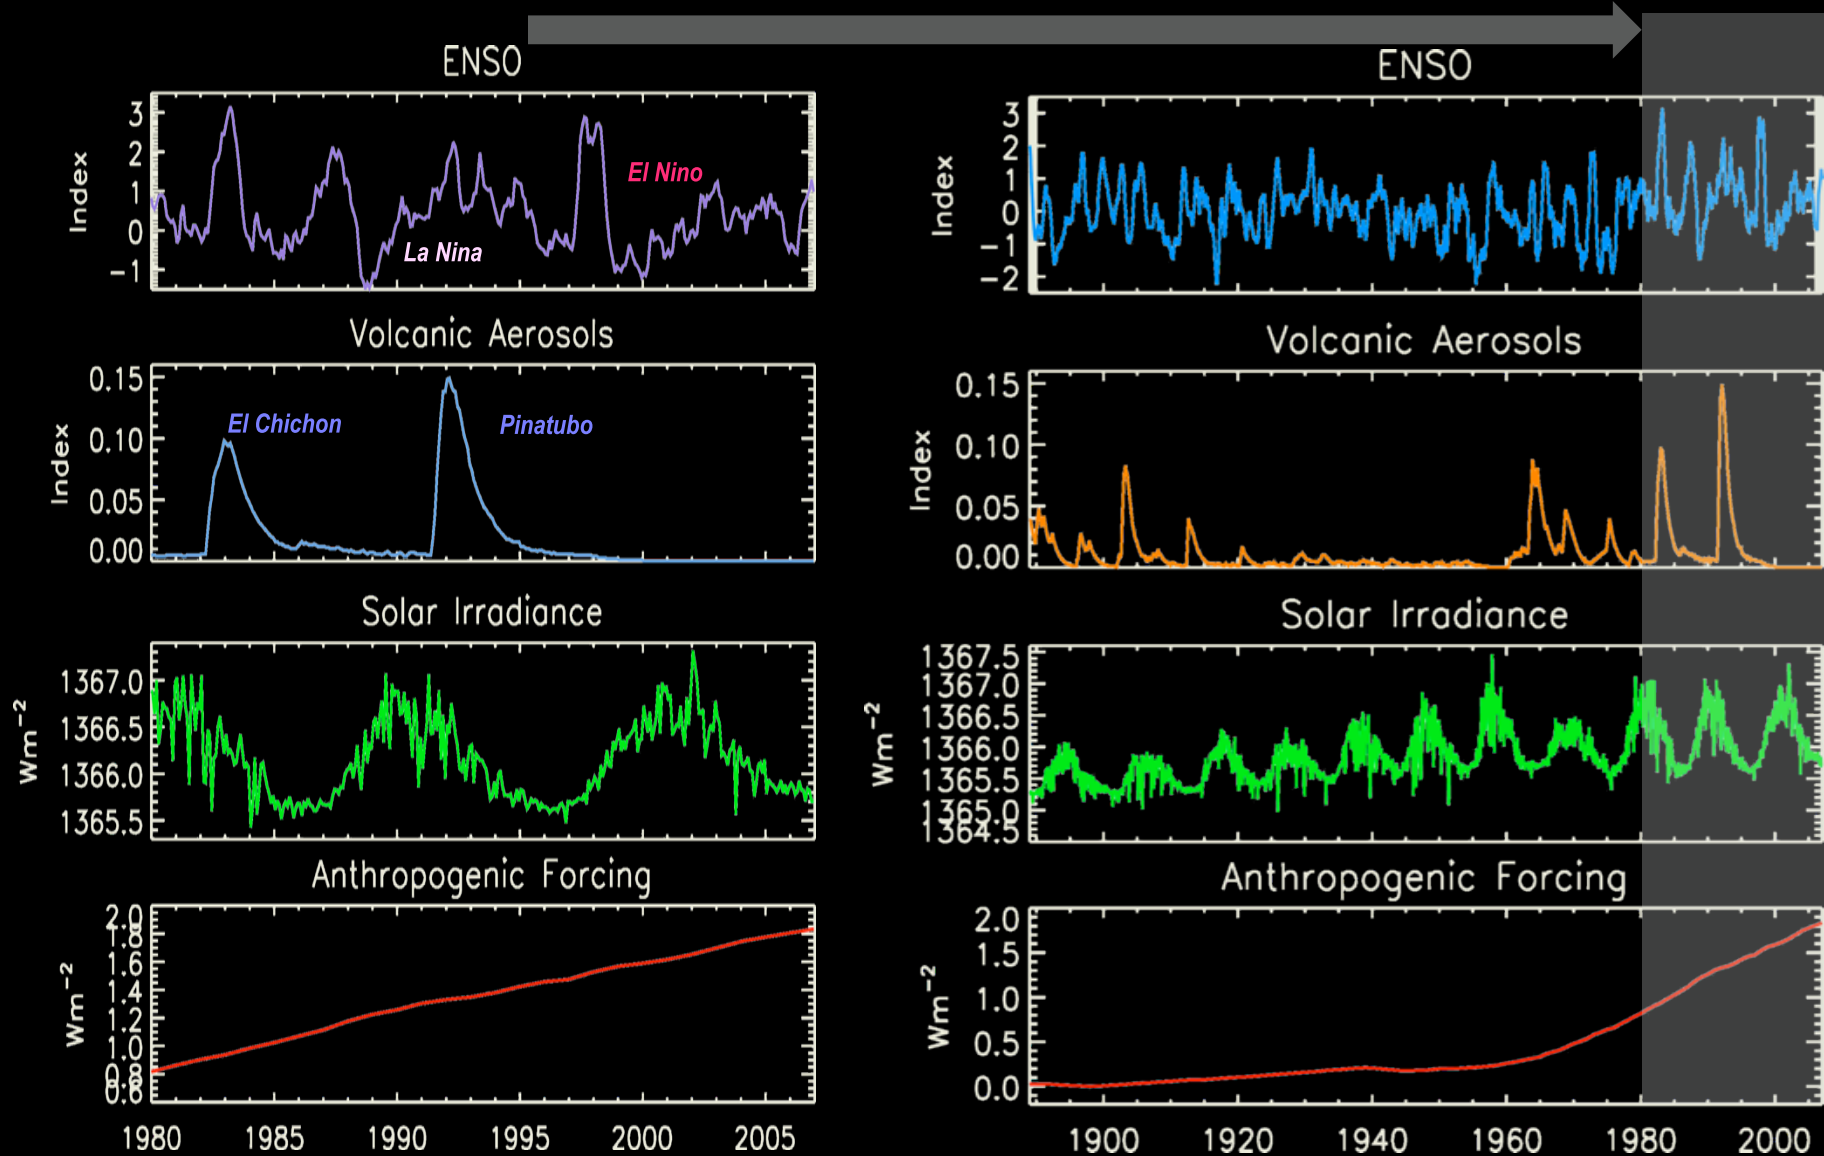 ENSO
3
2
1
0
−1
Index
El Nino
La Nina
Volcanic Aerosols
0.15
0.10
0.05
0.00
Index
El Chichon
Pinatubo
Solar Irradiance
1367.0
1366.5
1366.0
1365.5
Wm−2
Anthropogenic Forcing
2.0
1.8
1.6
1.4
1.2
1.0
0.8
0.6
Wm−2
1980 1985 1990 1995 2000 2005
ENSO
3
2
1
0
−1
−2
Index
Volcanic Aerosols
0.15
0.10
0.05
0.00
Index
Solar Irradiance
1367.5
1367.0
1366.5
1366.0
1365.5
1365.0
1364.5
Wm−2
Anthropogenic Forcing
2.0
1.5
1.0
0.5
0.0
Wm−2
1900 1920 1940 1960 1980 2000